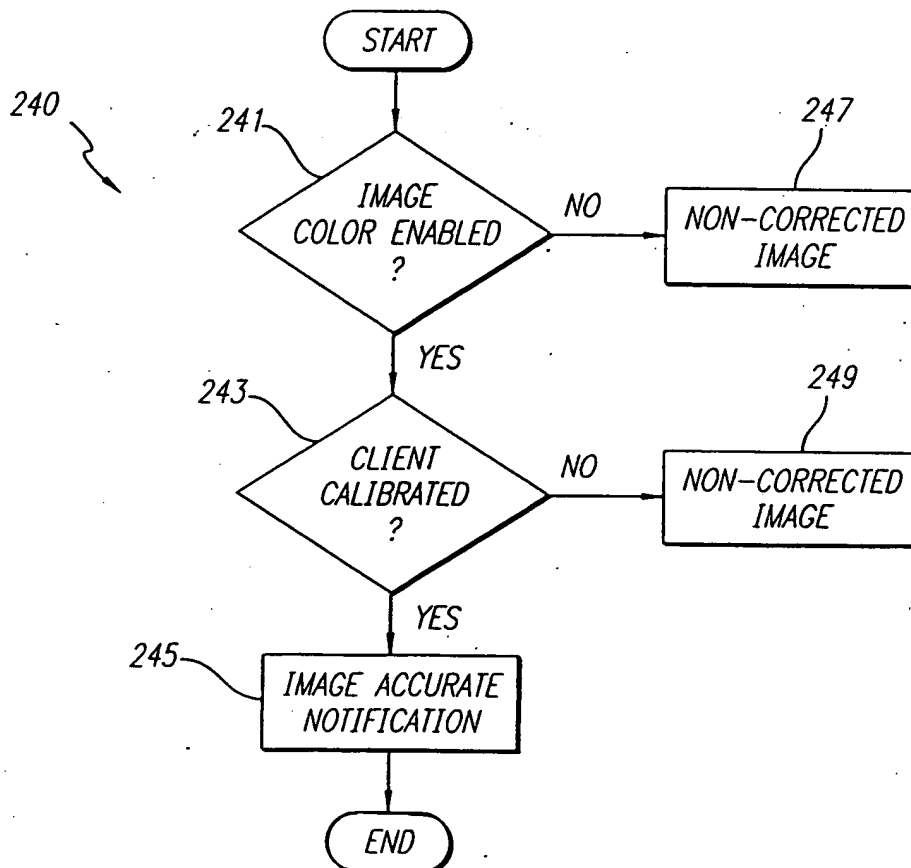 START
240
241
247
IMAGE
COLOR ENABLED
?
NO
NON-CORRECTED
IMAGE
YES
243
249
CLIENT
CALIBRATED
?
NO
NON-CORRECTED
IMAGE
YES
245
IMAGE ACCURATE
NOTIFICATION
END